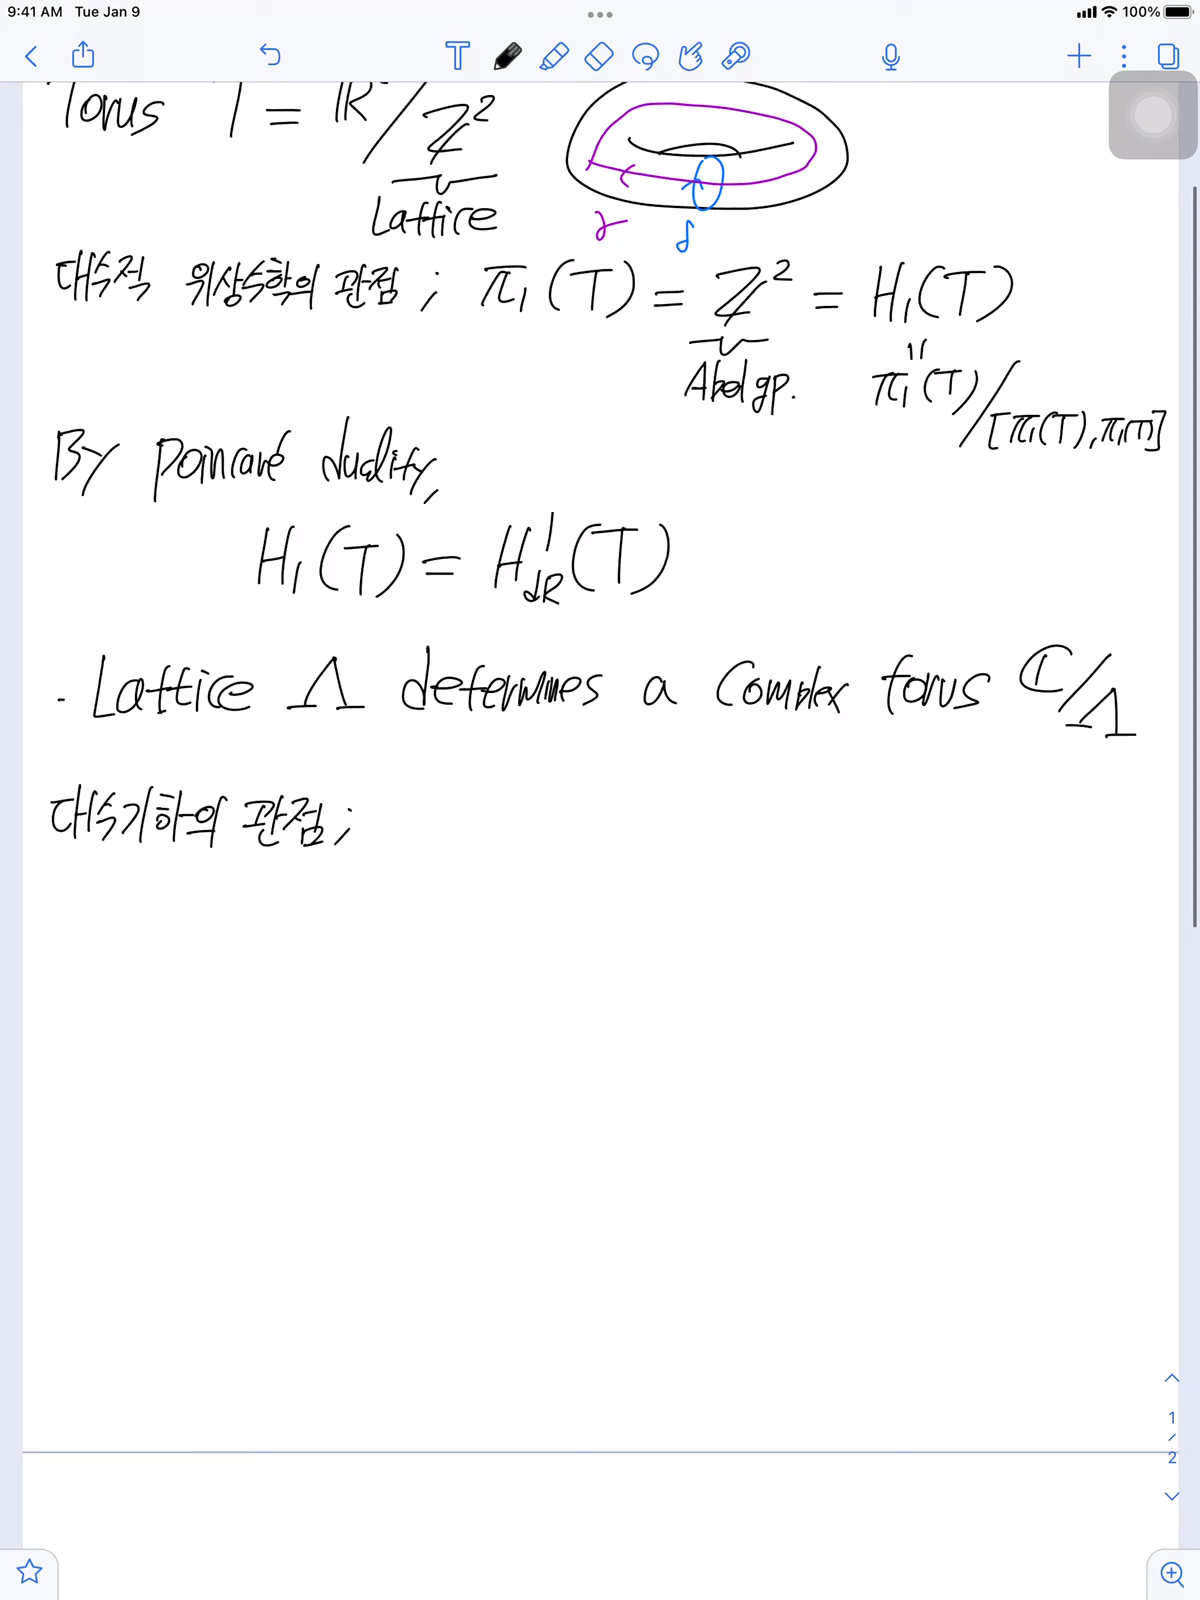 9:41 AM Tue Jan 9
100%
Torus T = ℝ²/ℤ²
Lattice
γ δ
대수적 위상수학의 관점 ; π₁(T) = ℤ² = H₁(T)
Abel gp. π₁(T)/[π₁(T), π₁(T)]
By Poincaré duality,
H₁(T) = H¹dR(T)
· Lattice Λ determines a complex torus ℂ/Λ
대수기하의 관점 ;
1
/
2